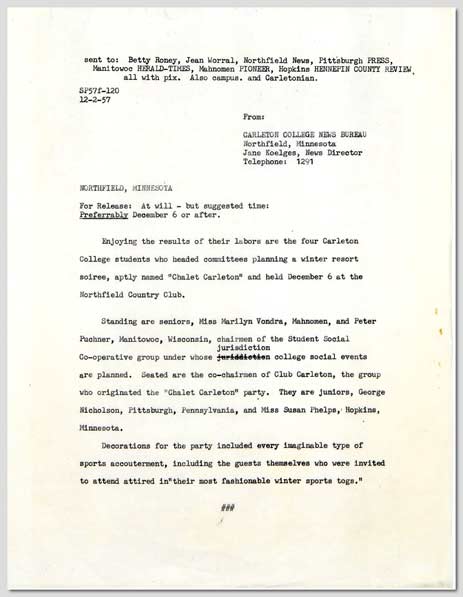 sent to: Betty Roney, Jean Worral, Northfield News, Pittsburgh PRESS,
Manitowoc HERALD-TIMES, Mahnomen PIONEER, Hopkins HENNEPIN COUNTY REVIEW
all with pix. Also campus. and Carletonian.
SP57f-120
12-2-57
From:
CARLETON COLLEGE NEWS BUREAU
Northfield, Minnesota
Jane Koelges, News Director
Telephone: 1291
NORTHFIELD, MINNESOTA
For Release: At will - but suggested time:
Preferrably December 6 or after.
Enjoying the results of their labors are the four Carleton
College students who headed committees planning a winter resort
soiree, aptly named "Chalet Carleton" and held December 6 at the
Northfield Country Club.
Standing are seniors, Miss Marilyn Vondra, Mahnomen, and Peter
Puchner, Manitowoc, Wisconsin, chairmen of the Student Social
jurisdiction
Co-operative group under whose juriddiction college social events
are planned. Seated are the co-chairmen of Club Carleton, the group
who originated the "Chalet Carleton" party. They are juniors, George
Nicholson, Pittsburgh, Pennsylvania, and Miss Susan Phelps, Hopkins,
Minnesota.
Decorations for the party included every imaginable type of
sports accouterment, including the guests themselves who were invited
to attend attired in"their most fashionable winter sports togs."
###